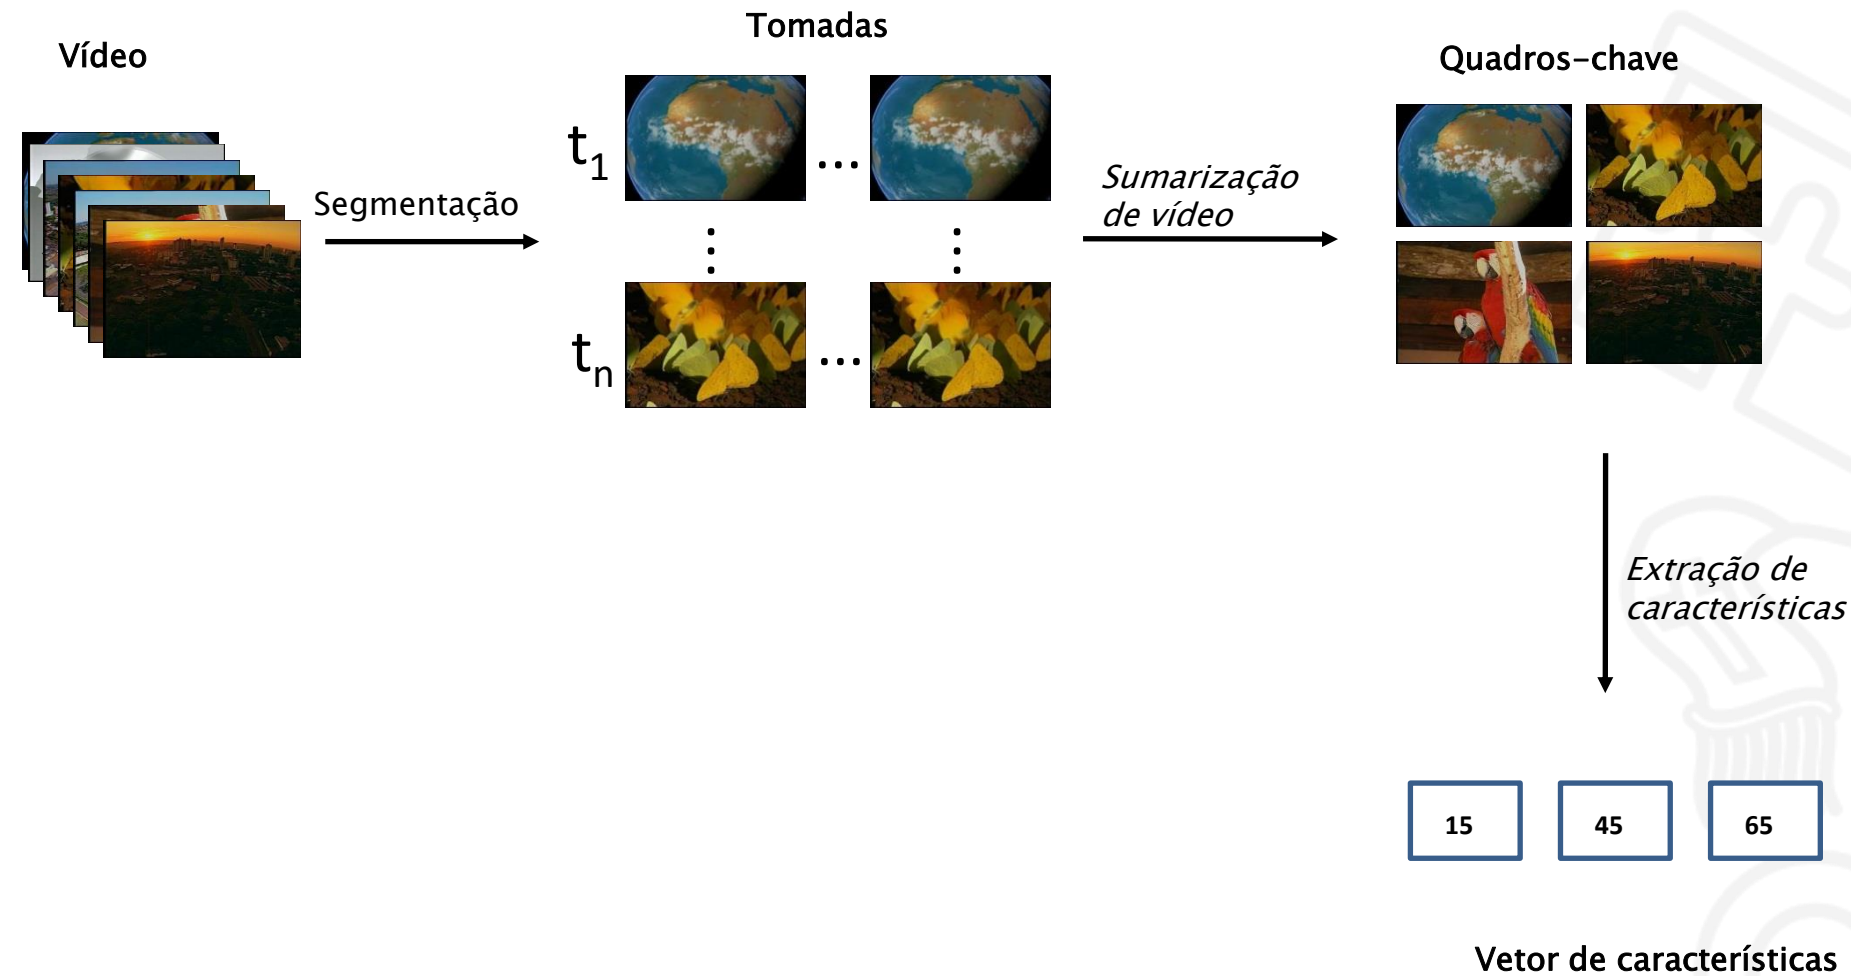 Vídeo
Segmentação
Tomadas
t1
...
...
tn
Sumarização
de vídeo
Quadros-chave
Extração de
características
15 45 65
Vetor de características